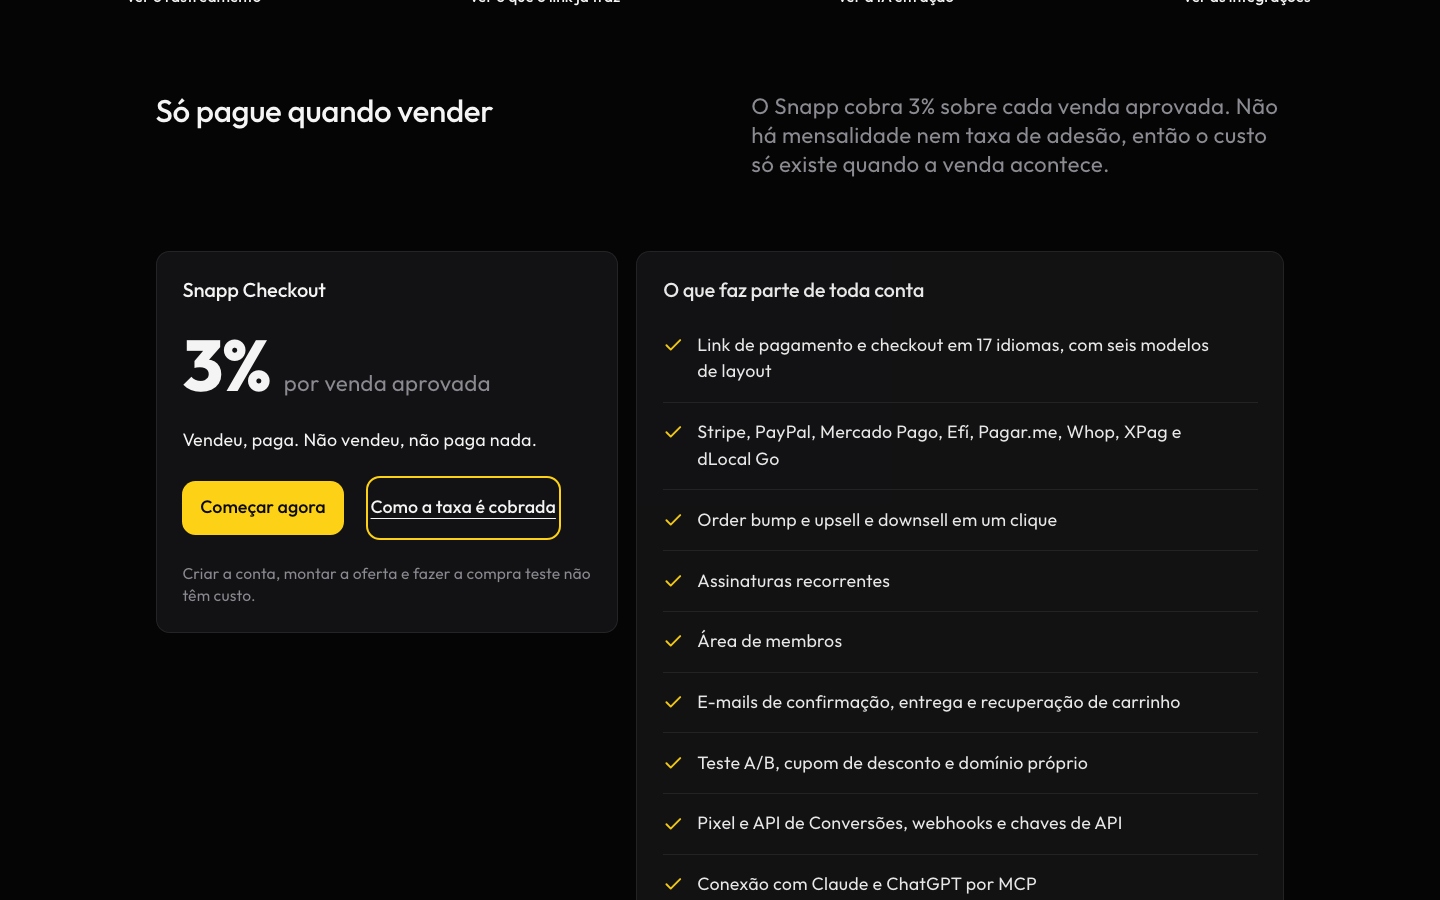 Só pague quando vender
O Snapp cobra 3% sobre cada venda aprovada. Não
há mensalidade nem taxa de adesão, então o custo
só existe quando a venda acontece.
Snapp Checkout
3% por venda aprovada
Vendeu, paga. Não vendeu, não paga nada.
Começar agora
Como a taxa é cobrada
Criar a conta, montar a oferta e fazer a compra teste não
têm custo.
O que faz parte de toda conta
Link de pagamento e checkout em 17 idiomas, com seis modelos
de layout
Stripe, PayPal, Mercado Pago, Efí, Pagar.me, Whop, XPag e
dLocal Go
Order bump e upsell e downsell em um clique
Assinaturas recorrentes
Área de membros
E-mails de confirmação, entrega e recuperação de carrinho
Teste A/B, cupom de desconto e domínio próprio
Pixel e API de Conversões, webhooks e chaves de API
Conexão com Claude e ChatGPT por MCP